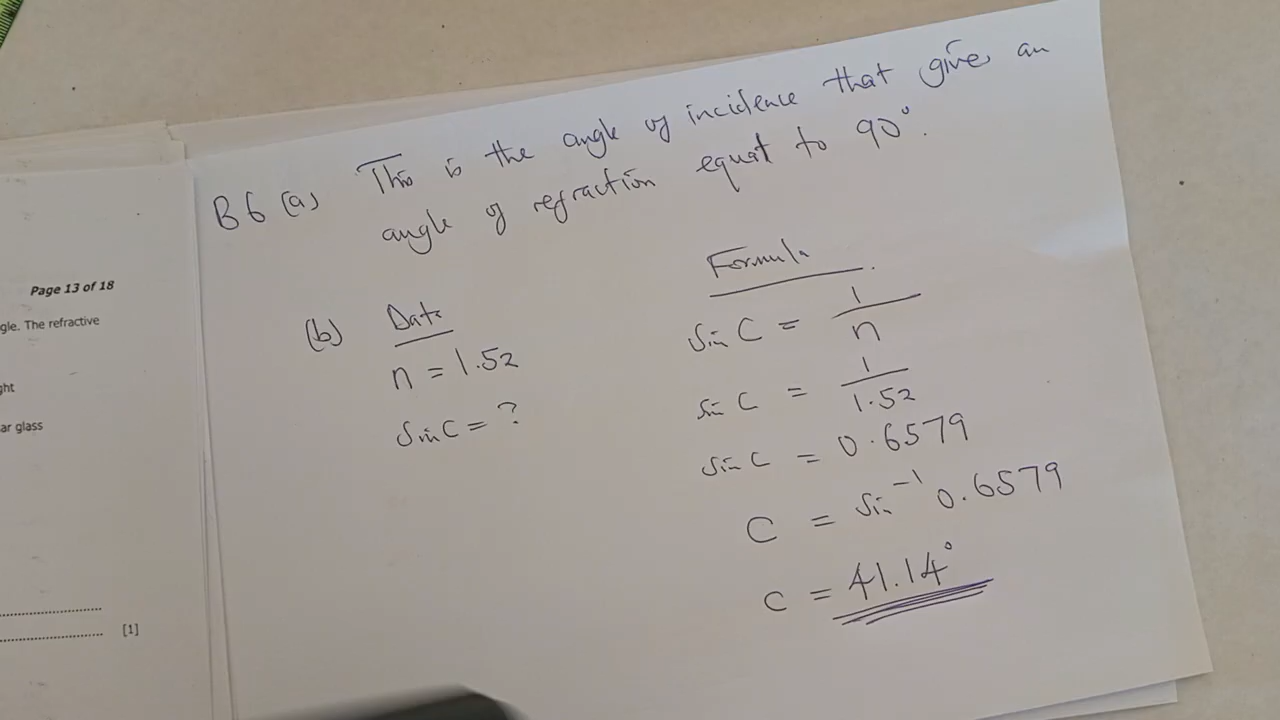 B6 (a) This is the angle of incidence that gives an
angle of refraction equat to 90°.
Page 13 of 18
gle. The refractive
ght
ar glass
[1]
(b) Data
n = 1.52
Sin C = ?
Formula
Sin C = 1/n
Sin C = 1/1.52
Sin C = 0.6579
C = Sin⁻¹ 0.6579
C = 41.14°